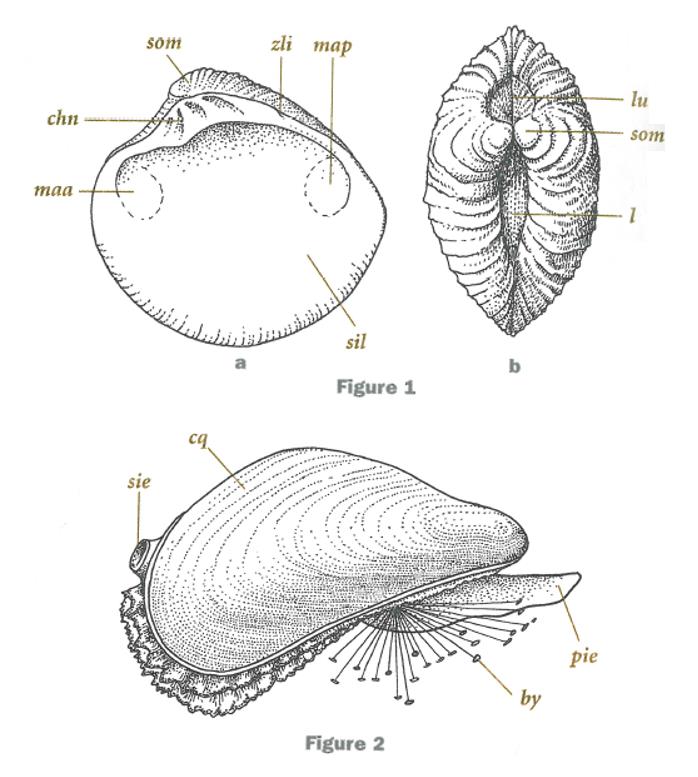 som zli map
chn
maa
sil
a
lu
som
l
b
Figure 1
cq
sie
pie
by
Figure 2